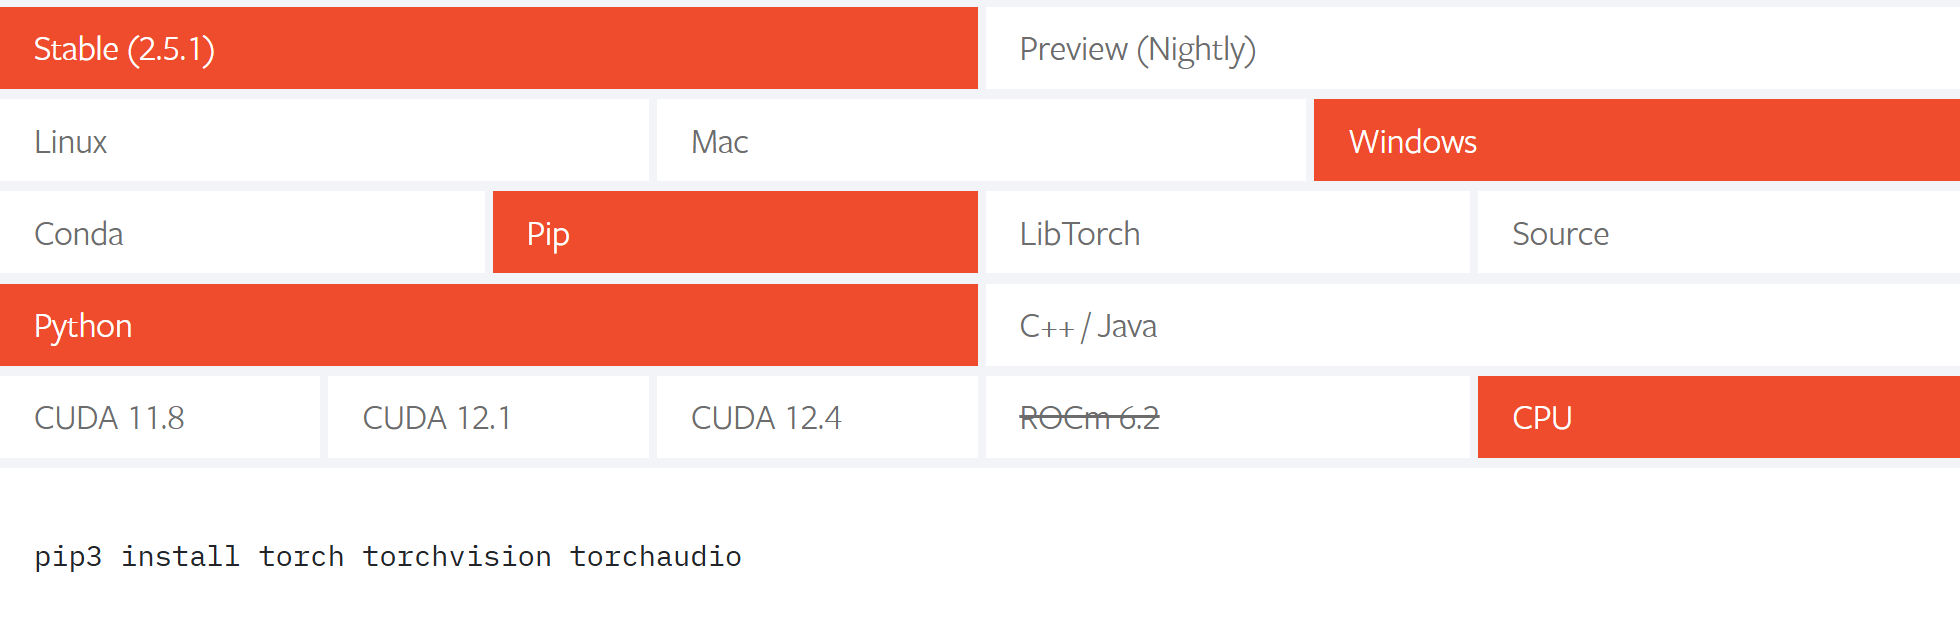 Stable (2.5.1) Preview (Nightly)
Linux Mac Windows
Conda Pip LibTorch Source
Python C++ / Java
CUDA 11.8 CUDA 12.1 CUDA 12.4 ROCm 6.2 CPU
pip3 install torch torchvision torchaudio